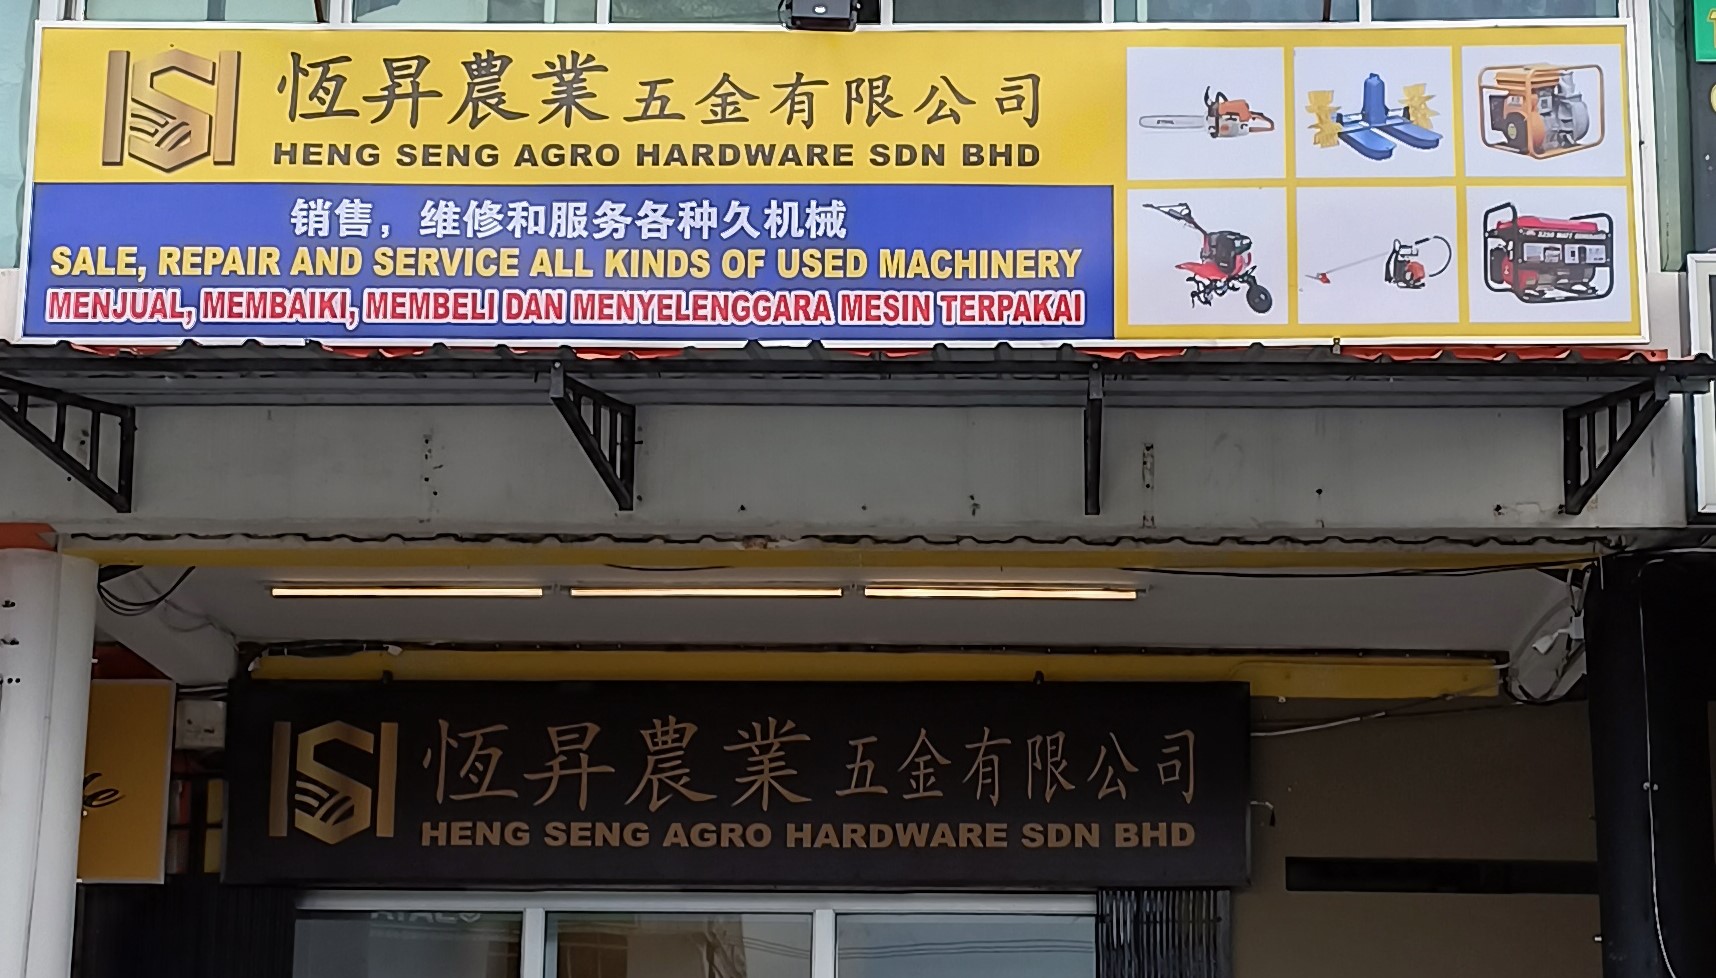 恆昇農業五金有限公司
HENG SENG AGRO HARDWARE SDN BHD
销售，维修和服务各种久机械
SALE, REPAIR AND SERVICE ALL KINDS OF USED MACHINERY
MENJUAL, MEMBAIKI, MEMBELI DAN MENYELENGGARA MESIN TERPAKAI
恆昇農業五金有限公司
HENG SENG AGRO HARDWARE SDN BHD